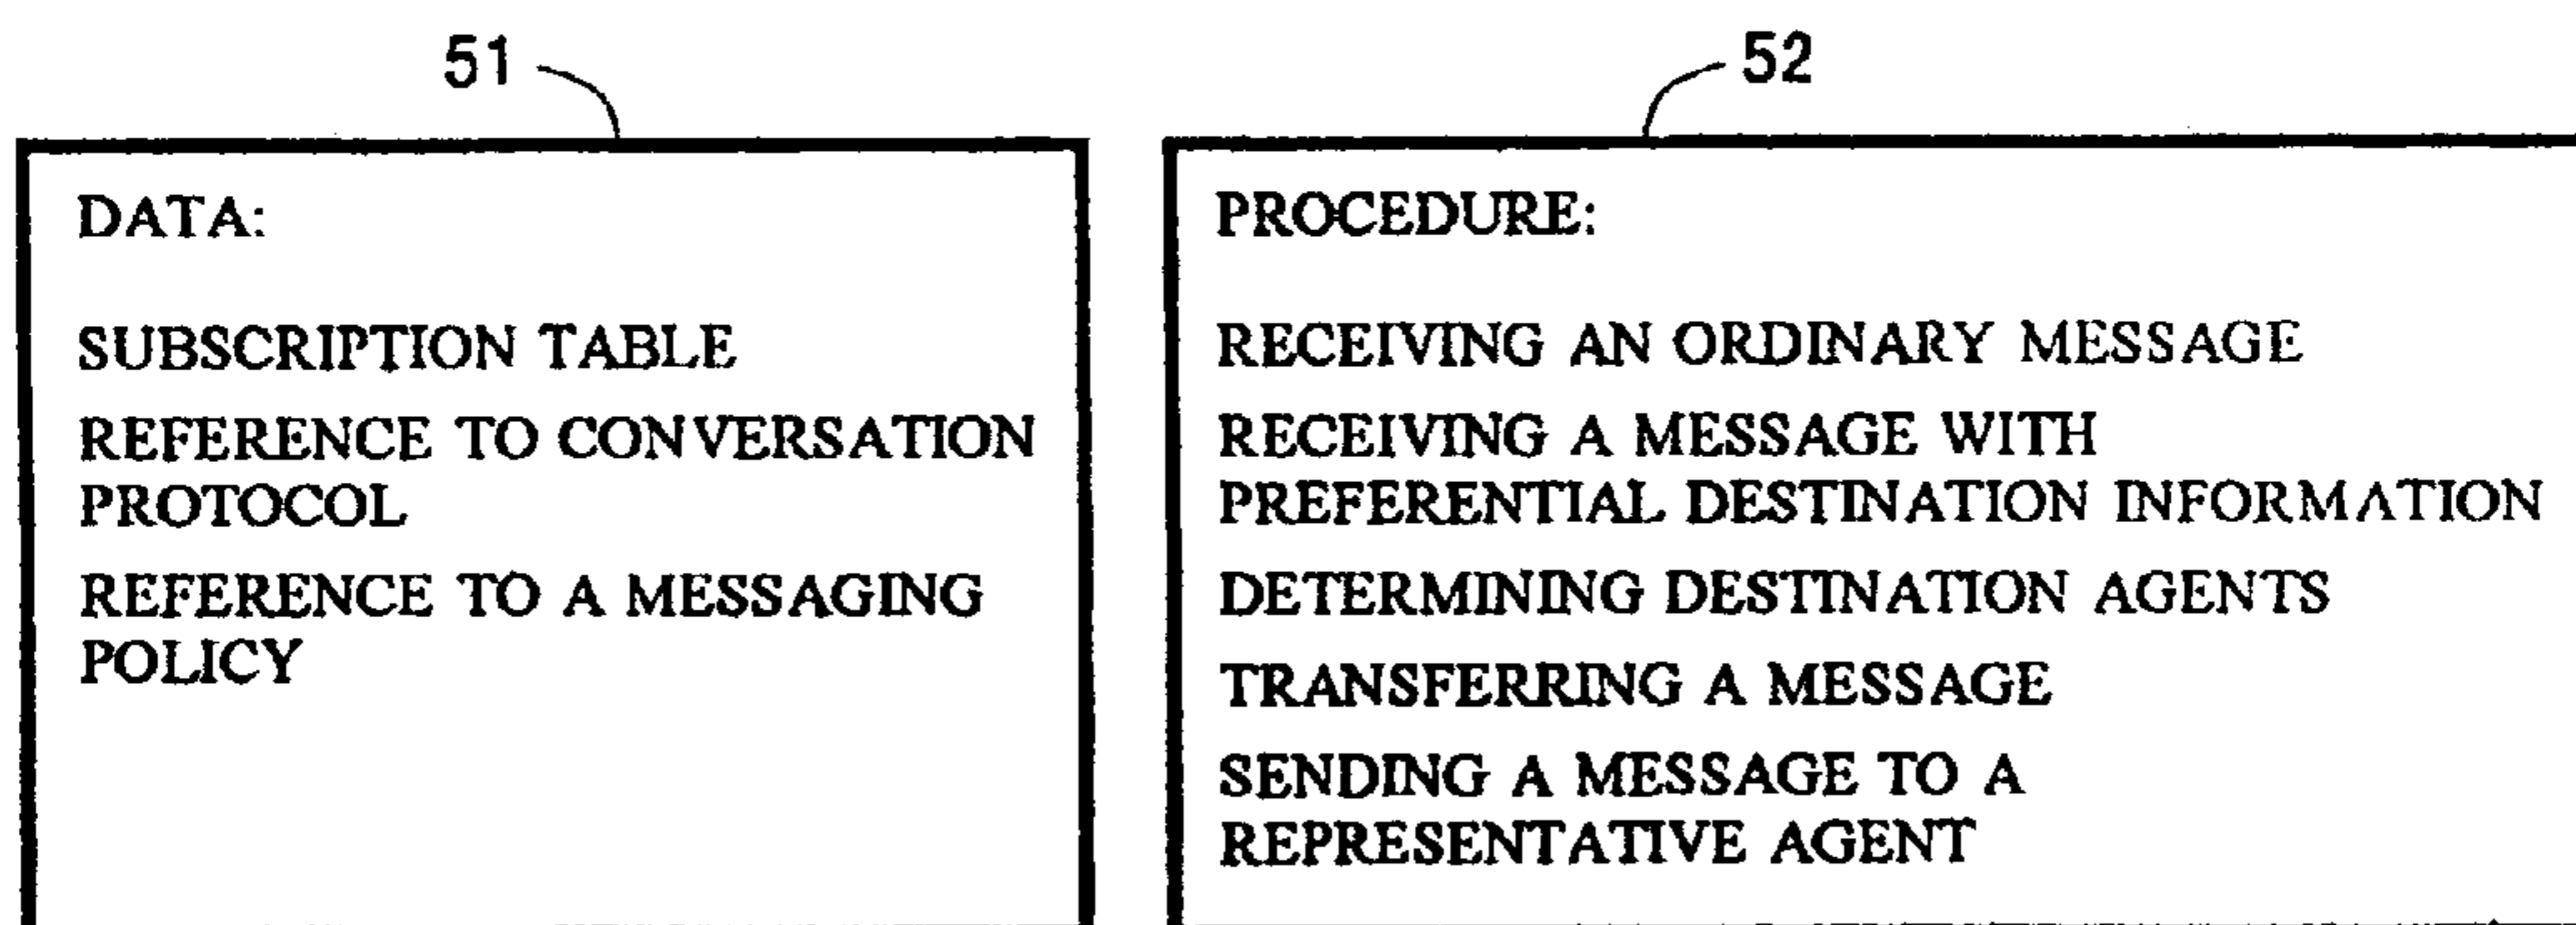 51
52
DATA:
SUBSCRIPTION TABLE
REFERENCE TO CONVERSATION
PROTOCOL
REFERENCE TO A MESSAGING
POLICY
PROCEDURE:
RECEIVING AN ORDINARY MESSAGE
RECEIVING A MESSAGE WITH
PREFERENTIAL DESTINATION INFORMATION
DETERMINING DESTINATION AGENTS
TRANSFERRING A MESSAGE
SENDING A MESSAGE TO A
REPRESENTATIVE AGENT